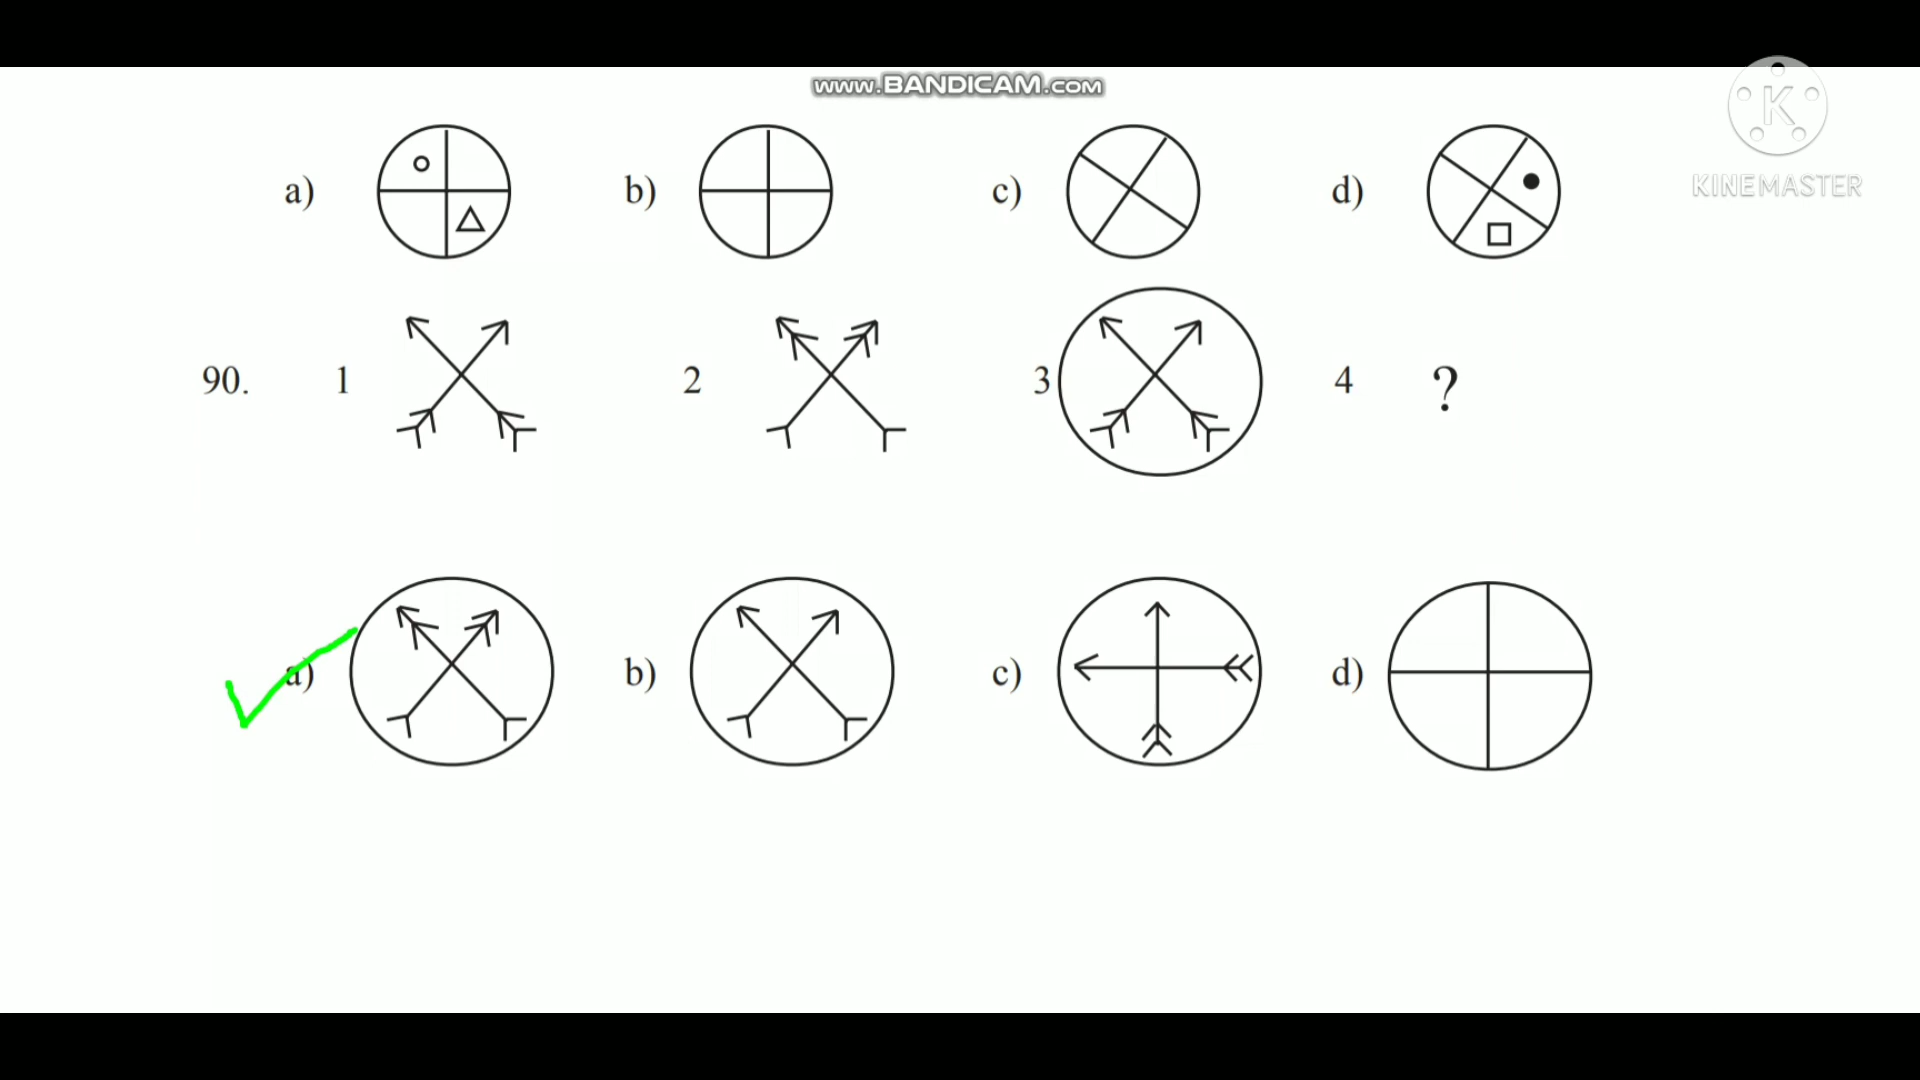 www.BANDICAM.com
K
KINEMASTER
a) b) c) d)
90. 1 2 3 4 ?
a) b) c) d)